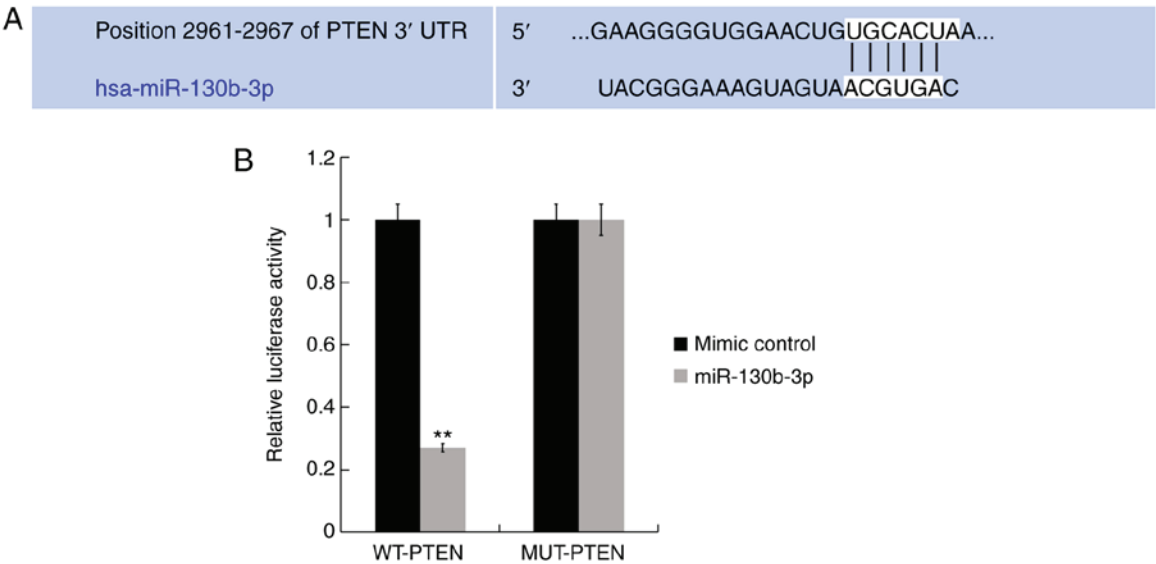 A
Position 2961-2967 of PTEN 3′ UTR 5′ ...GAAGGGGUGGAACUGUGCACUAA...
hsa-miR-130b-3p 3′ UACGGGAAAGUAGUAACGUGAC
B
Relative luciferase activity
1.2
1
0.8
0.6
0.4
0.2
0
**
WT-PTEN MUT-PTEN
Mimic control
miR-130b-3p